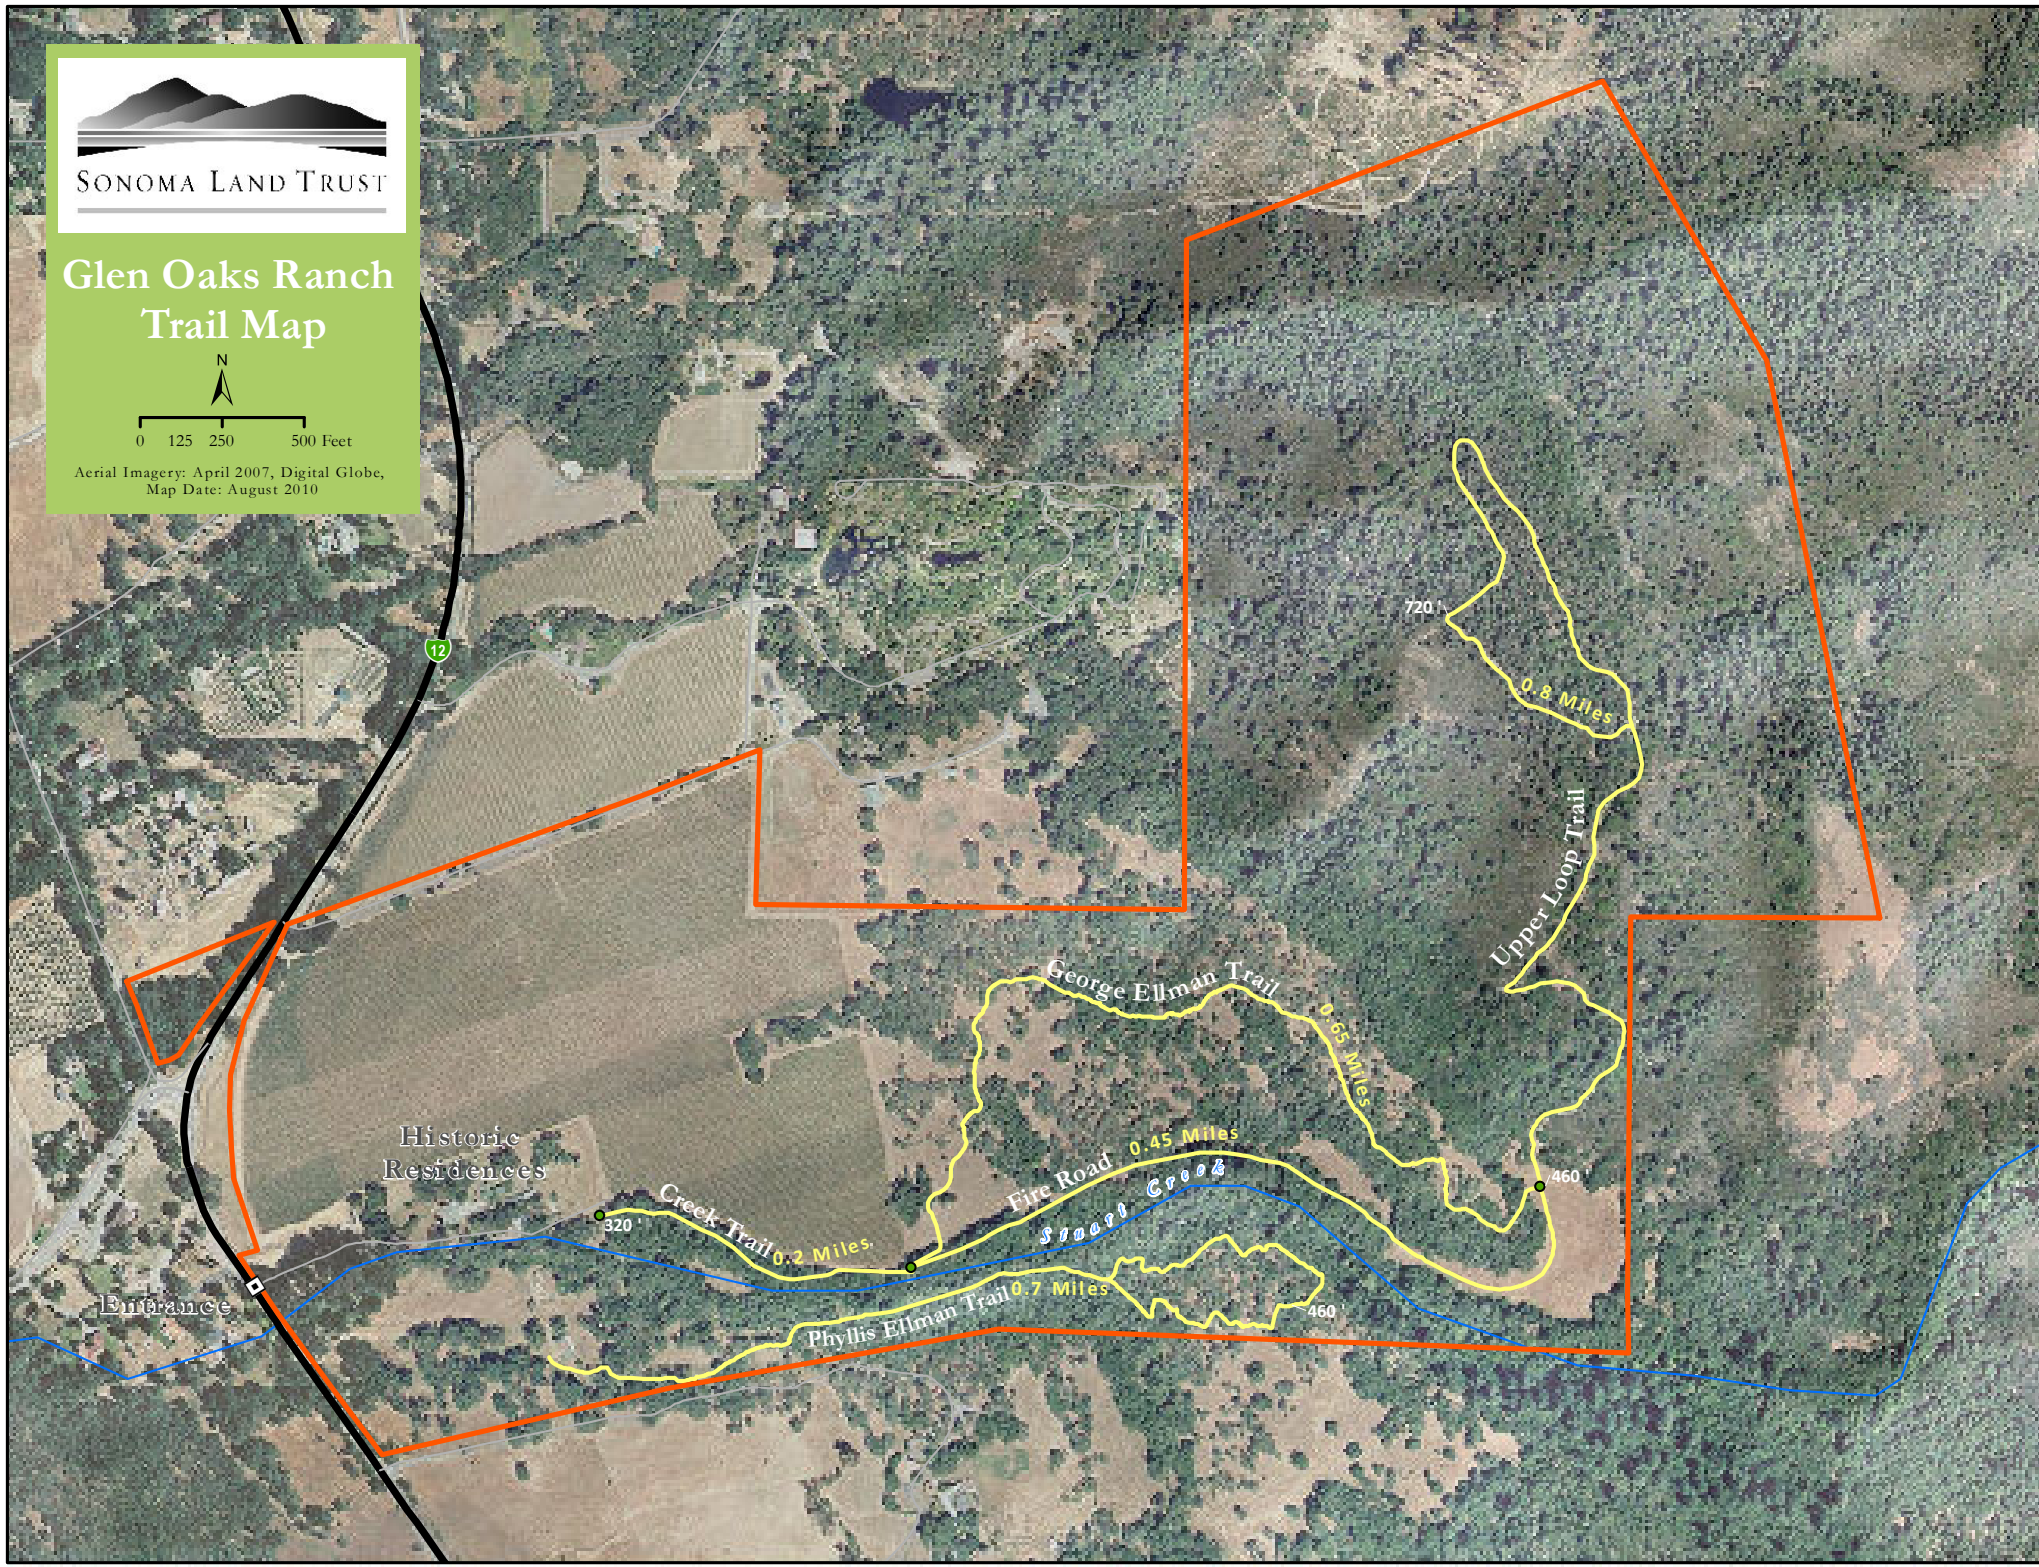 SONOMA LAND TRUST
Glen Oaks Ranch
Trail Map
N
0 125 250 500 Feet
Aerial Imagery: April 2007, Digital Globe,
Map Date: August 2010
12
720 '
0.8 Miles
Upper Loop Trail
George Ellman Trail
0.65 Miles
Historic
Residences
0.45 Miles
Fire Road
Stuart Creek
460 '
Creek Trail
320 '
0.2 Miles
Entrance
0.7 Miles
Phyllis Ellman Trail
460 '